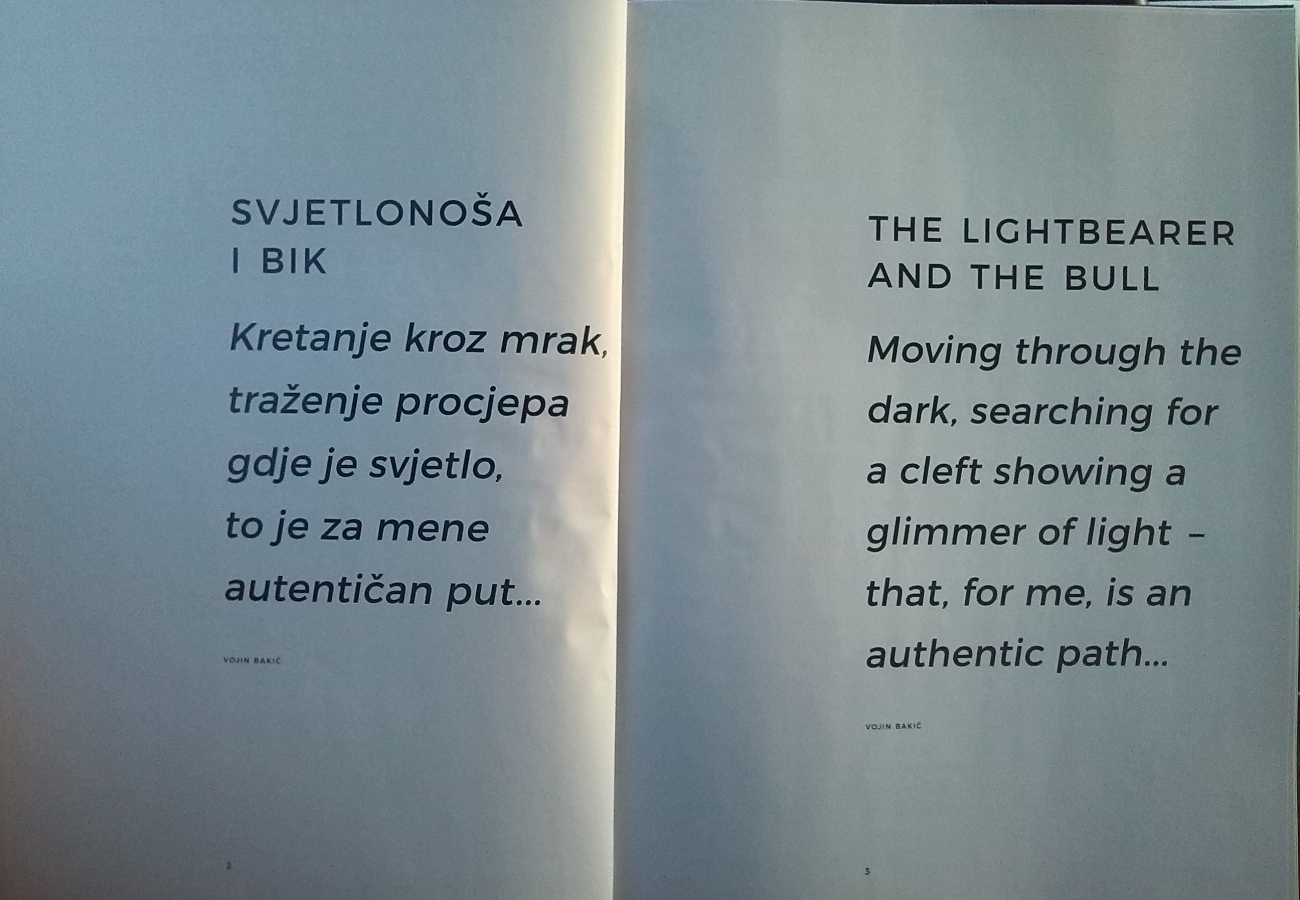 SVJETLONOŠA
I BIK
Kretanje kroz mrak,
traženje procjepa
gdje je svjetlo,
to je za mene
autentičan put...
VOJIN BAKIĆ
2
THE LIGHTBEARER
AND THE BULL
Moving through the
dark, searching for
a cleft showing a
glimmer of light –
that, for me, is an
authentic path...
VOJIN BAKIĆ
3